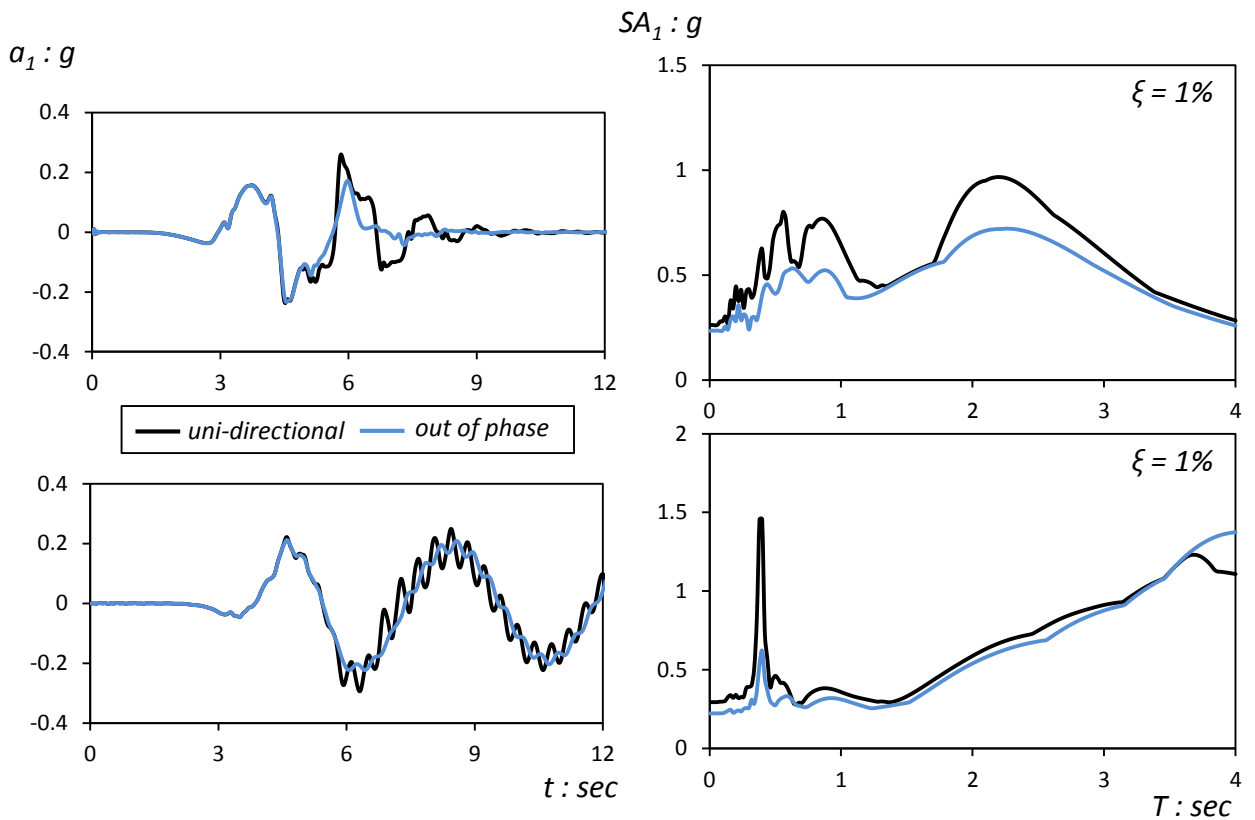 a1 : g
SA1 : g
0.4
0.2
0
-0.2
-0.4
0 3 6 9 12
1.5
1
0.5
0
0 1 2 3 4
ξ = 1%
uni-directional out of phase
0.4
0.2
0
-0.2
-0.4
0 3 6 9 12
t : sec
2
1.5
1
0.5
0
0 1 2 3 4
ξ = 1%
T : sec